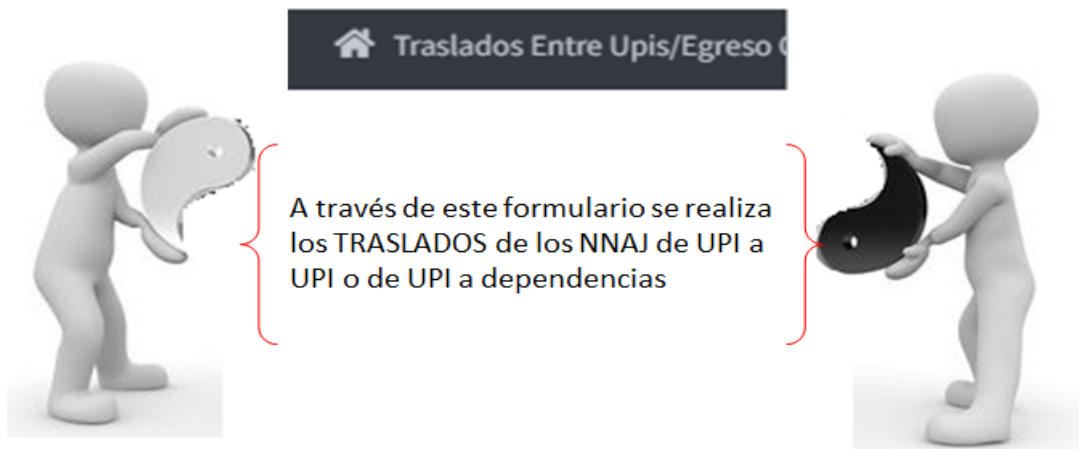 Traslados Entre Upis/Egreso
A través de este formulario se realiza
los TRASLADOS de los NNAJ de UPI a
UPI o de UPI a dependencias